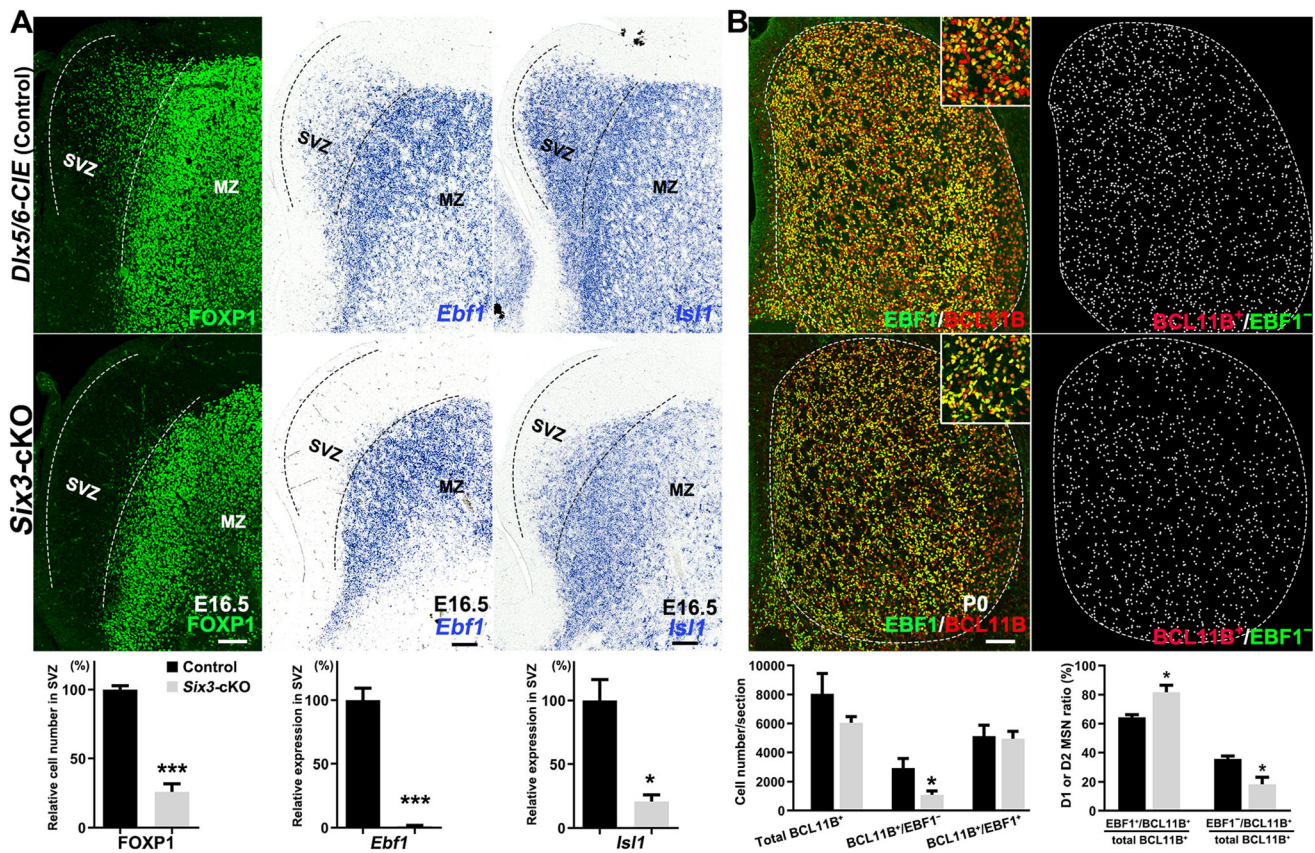 A
B
Dlx5/6-CIE (Control)
SVZ
MZ
FOXP1
SVZ
MZ
Ebf1
SVZ
MZ
Isl1
EBF1/BCL11B
BCL11B⁺/EBF1⁻
Six3-cKO
SVZ
MZ
E16.5
FOXP1
SVZ
MZ
E16.5
Ebf1
SVZ
MZ
E16.5
Isl1
P0
EBF1/BCL11B
BCL11B⁺/EBF1⁻
(%)
Relative cell number in SVZ
100
50
0
Control
Six3-cKO
***
FOXP1
(%)
Relative expression in SVZ
100
50
0
***
Ebf1
(%)
Relative expression in SVZ
100
50
0
*
Isl1
Cell number/section
10000
8000
6000
4000
2000
0
*
Total BCL11B⁺
BCL11B⁺/EBF1⁻
BCL11B⁺/EBF1⁺
D1 or D2 MSN ratio (%)
100
80
60
40
20
0
*
*
EBF1⁺/BCL11B⁺
total BCL11B⁺
EBF1⁻/BCL11B⁺
total BCL11B⁺